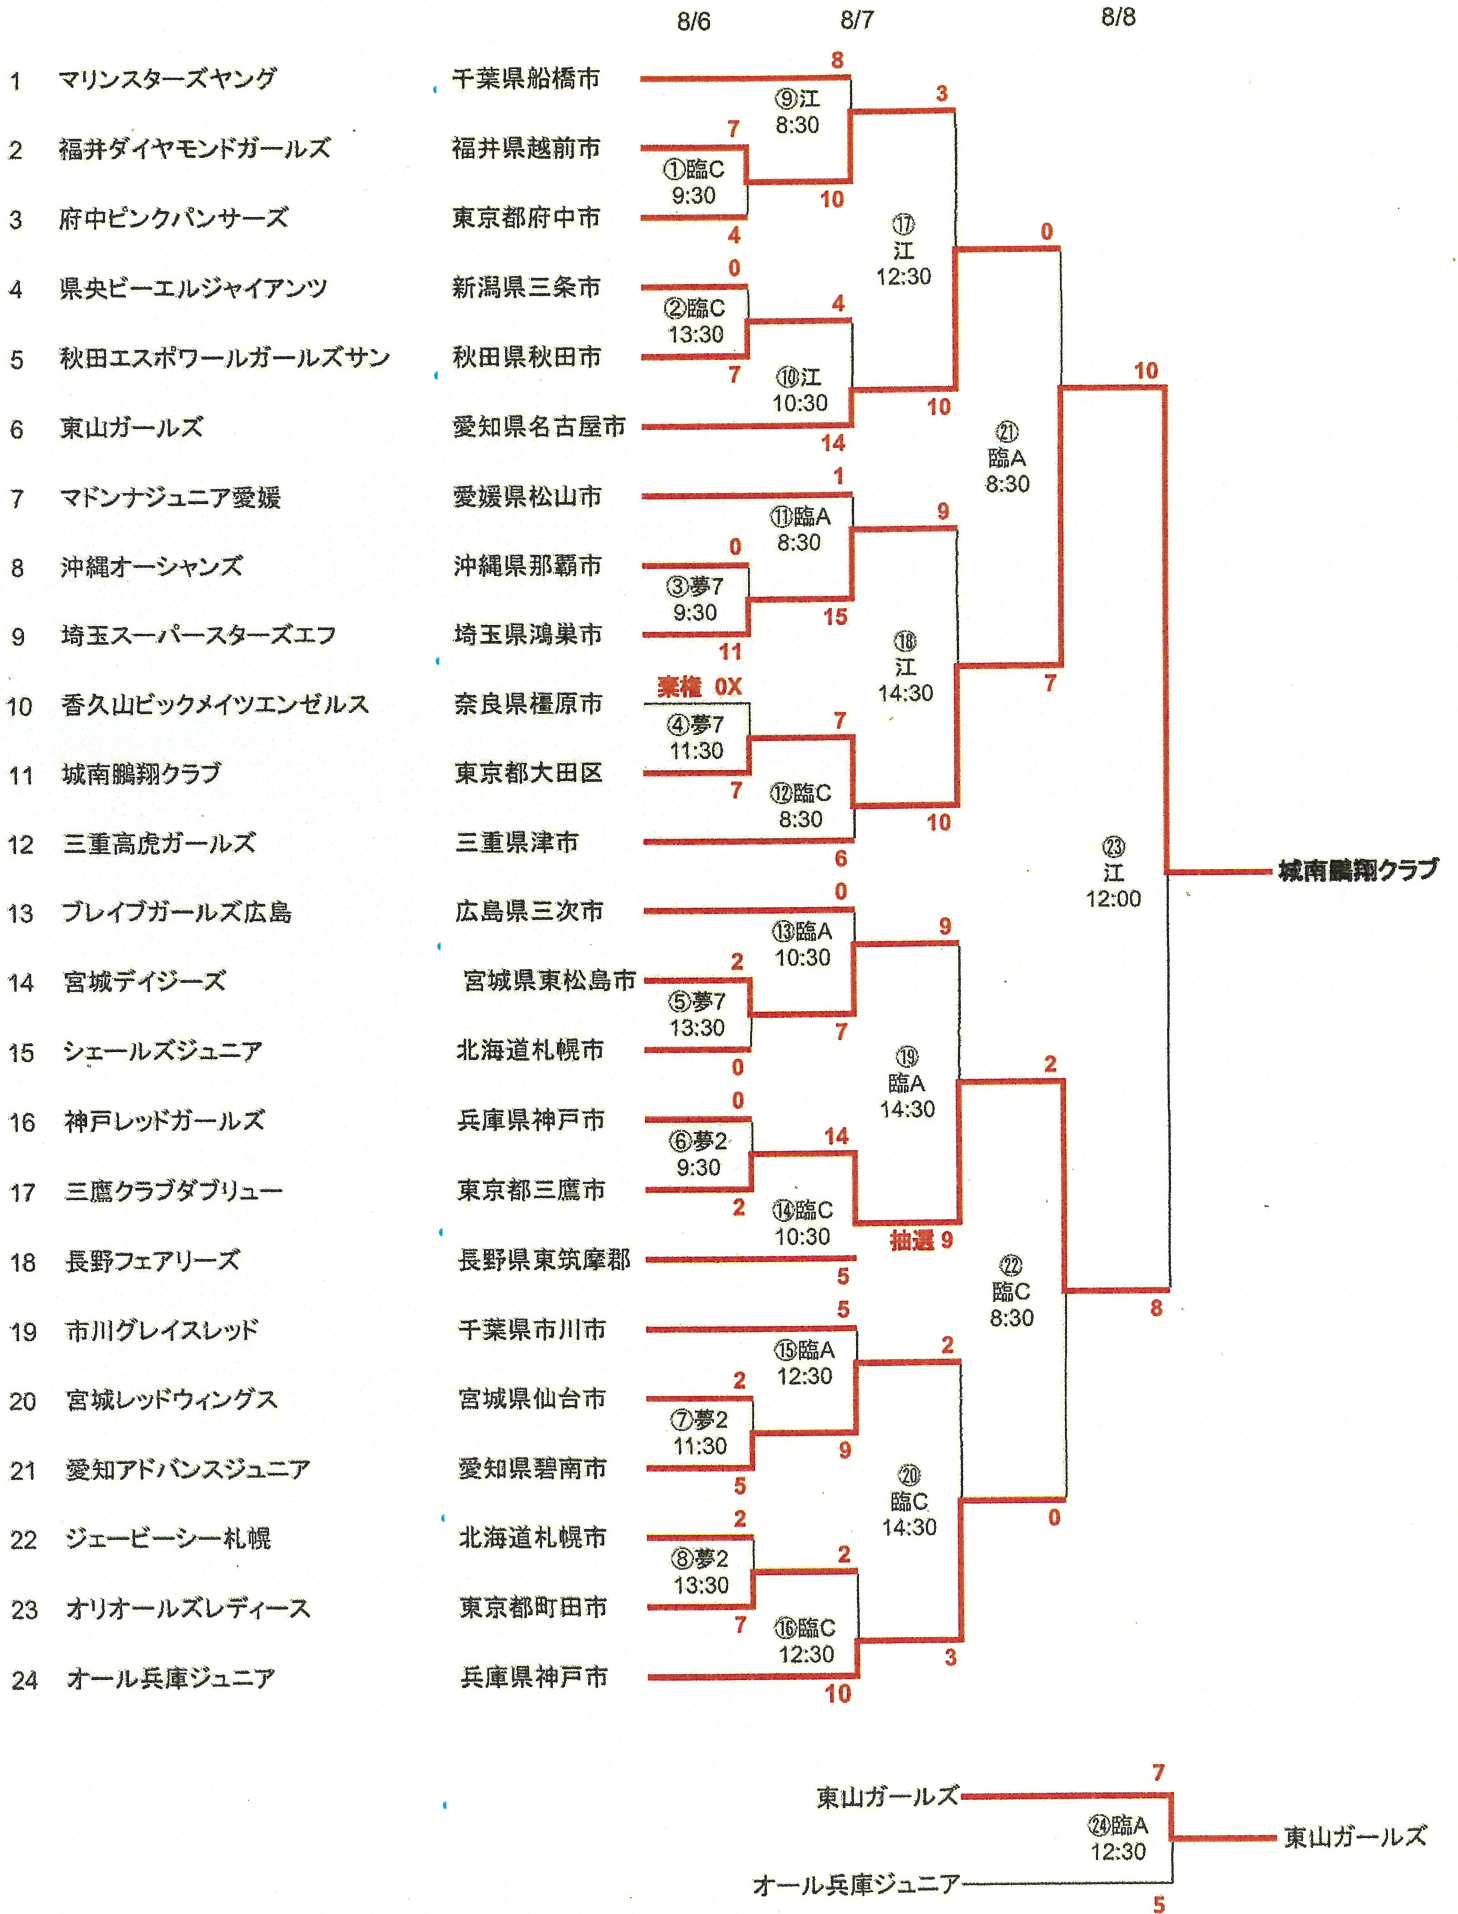 8/6 8/7 8/8
8
1 マリンスターズヤング 千葉県船橋市
⑨江 3
8:30
7
2 福井ダイヤモンドガールズ 福井県越前市
①臨C
9:30 10
3 府中ピンクパンサーズ 東京都府中市
4 ⑰ 0
江
0 12:30
4 県央ビーエルジャイアンツ 新潟県三条市
②臨C 4
13:30
5 秋田エスポワールガールズサン 秋田県秋田市
7 ⑩江 10
10:30 10
6 東山ガールズ 愛知県名古屋市
14 ㉑
臨A
1 8:30
7 マドンナジュニア愛媛 愛媛県松山市
⑪臨A 9
8:30
0
8 沖縄オーシャンズ 沖縄県那覇市
③夢7
9:30 15
9 埼玉スーパースターズエフ 埼玉県鴻巣市
11 ⑱
江
棄権 0X 14:30 7
10 香久山ビックメイツエンゼルス 奈良県橿原市
④夢7 7
11:30
11 城南鵬翔クラブ 東京都大田区
7 ⑫臨C
8:30 10
12 三重高虎ガールズ 三重県津市
6 ㉓
江
12:00 城南鵬翔クラブ
0
13 ブレイブガールズ広島 広島県三次市
⑬臨A 9
10:30
2
14 宮城デイジーズ 宮城県東松島市
⑤夢7
13:30 7
15 シェールズジュニア 北海道札幌市
0 ⑲ 2
臨A
0 14:30
16 神戸レッドガールズ 兵庫県神戸市
⑥夢2 14
9:30
17 三鷹クラブダブリュー 東京都三鷹市
2 ⑭臨C
10:30 抽選 9
18 長野フェアリーズ 長野県東筑摩郡
5 ㉒
臨C
5 8:30 8
19 市川グレイスレッド 千葉県市川市
⑮臨A 2
12:30
2
20 宮城レッドウィングス 宮城県仙台市
⑦夢2
11:30 9
21 愛知アドバンスジュニア 愛知県碧南市
5 ⑳
臨C
2 14:30 0
22 ジェービーシー札幌 北海道札幌市
⑧夢2 2
13:30
23 オリオールズレディース 東京都町田市
7 ⑯臨C
12:30 3
24 オール兵庫ジュニア 兵庫県神戸市
10
7
東山ガールズ
㉔臨A
12:30 東山ガールズ
オール兵庫ジュニア
5